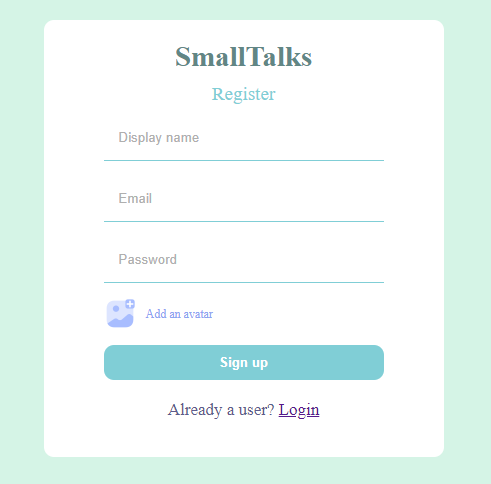 SmallTalks
Register
Display name
Email
Password
Add an avatar
Sign up
Already a user? Login